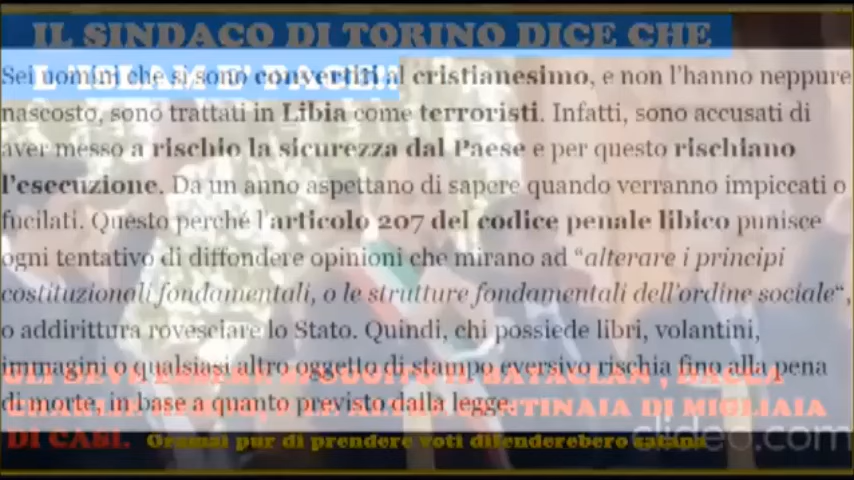 IL SINDACO DI TORINO DICE CHE
L'ISLAM E' PACE!!
Sei uomini che si sono convertiti al cristianesimo, e non l'hanno neppure
nascosto, sono trattati in Libia come terroristi. Infatti, sono accusati di
aver messo a rischio la sicurezza dal Paese e per questo rischiano
l'esecuzione. Da un anno aspettano di sapere quando verranno impiccati o
fucilati. Questo perché l'articolo 207 del codice penale libico punisce
ogni tentativo di diffondere opinioni che mirano ad “alterare i principi
costituzionali fondamentali, o le strutture fondamentali dell'ordine sociale“,
o addirittura rovesciare lo Stato. Quindi, chi possiede libri, volantini,
immagini o qualsiasi altro oggetto di stampo eversivo rischia fino alla pena
di morte, in base a quanto previsto dalla legge.
GLI DEVE ESSERE SFUGGITO IL BATACLAN ,
CENTINAIA DI MIGLIAIA
DI CASI. Oramai pur di prendere voti difenderebero satana
clideo.com